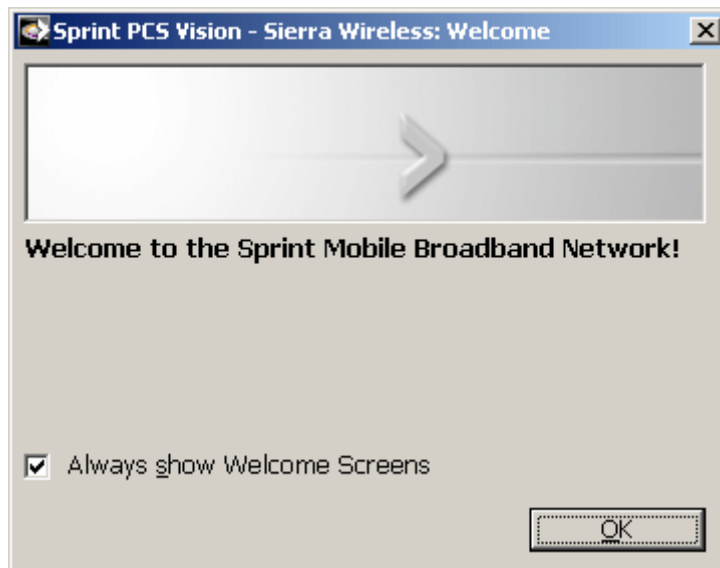 Sprint PCS Vision - Sierra Wireless: Welcome
Welcome to the Sprint Mobile Broadband Network!
Always show Welcome Screens
OK